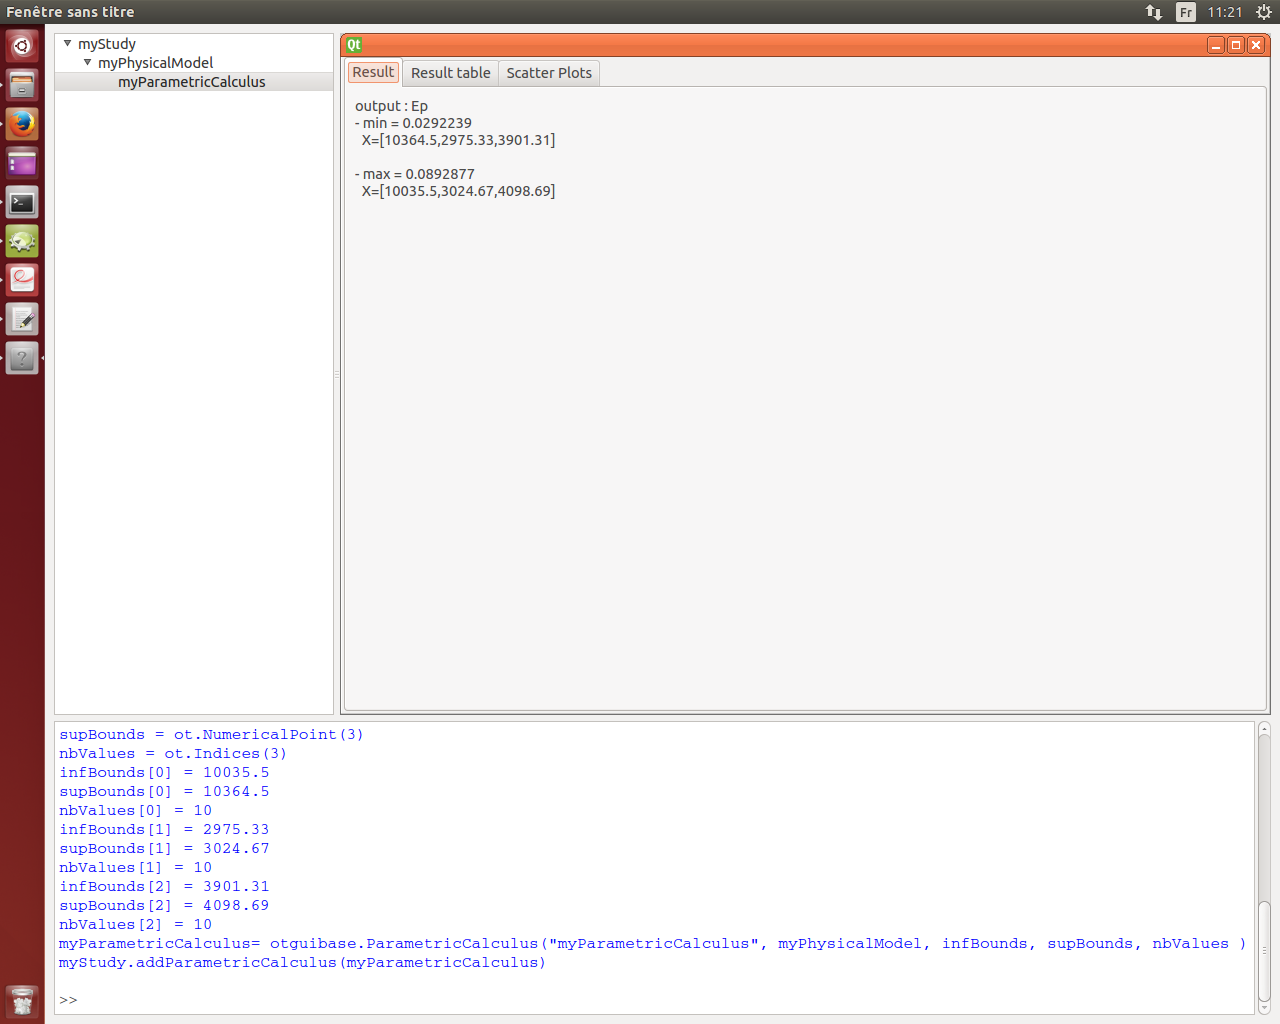 Fenêtre sans titre
Fr
11:21
myStudy
myPhysicalModel
myParametricCalculus
Qt
Result
Result table
Scatter Plots
output : Ep
- min = 0.0292239
X=[10364.5,2975.33,3901.31]
- max = 0.0892877
X=[10035.5,3024.67,4098.69]
supBounds = ot.NumericalPoint(3)
nbValues = ot.Indices(3)
infBounds[0] = 10035.5
supBounds[0] = 10364.5
nbValues[0] = 10
infBounds[1] = 2975.33
supBounds[1] = 3024.67
nbValues[1] = 10
infBounds[2] = 3901.31
supBounds[2] = 4098.69
nbValues[2] = 10
myParametricCalculus= otguibase.ParametricCalculus("myParametricCalculus", myPhysicalModel, infBounds, supBounds, nbValues )
myStudy.addParametricCalculus(myParametricCalculus)
>>